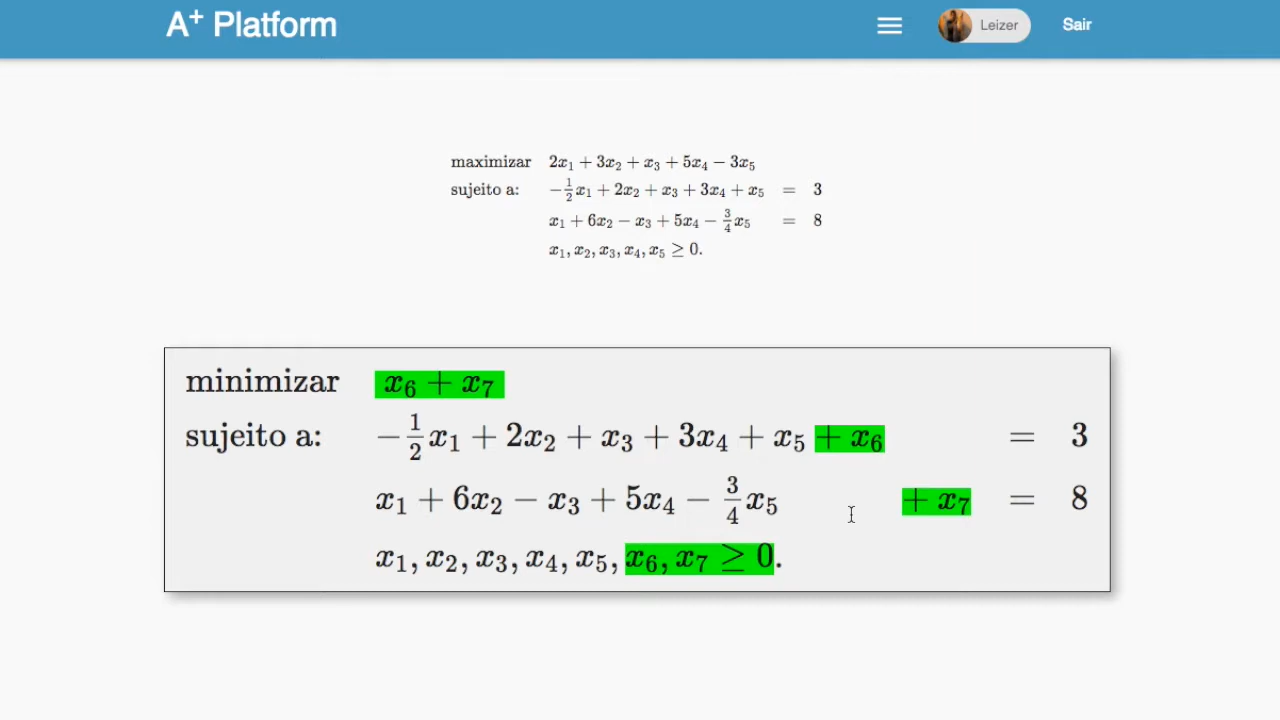 A⁺ Platform
Leizer
Sair
maximizar 2x₁ + 3x₂ + x₃ + 5x₄ − 3x₅
sujeito a: −½x₁ + 2x₂ + x₃ + 3x₄ + x₅ = 3
x₁ + 6x₂ − x₃ + 5x₄ − ¾x₅ = 8
x₁, x₂, x₃, x₄, x₅ ≥ 0.
minimizar x₆ + x₇
sujeito a: −½x₁ + 2x₂ + x₃ + 3x₄ + x₅ + x₆ = 3
x₁ + 6x₂ − x₃ + 5x₄ − ¾x₅ + x₇ = 8
x₁, x₂, x₃, x₄, x₅, x₆, x₇ ≥ 0.